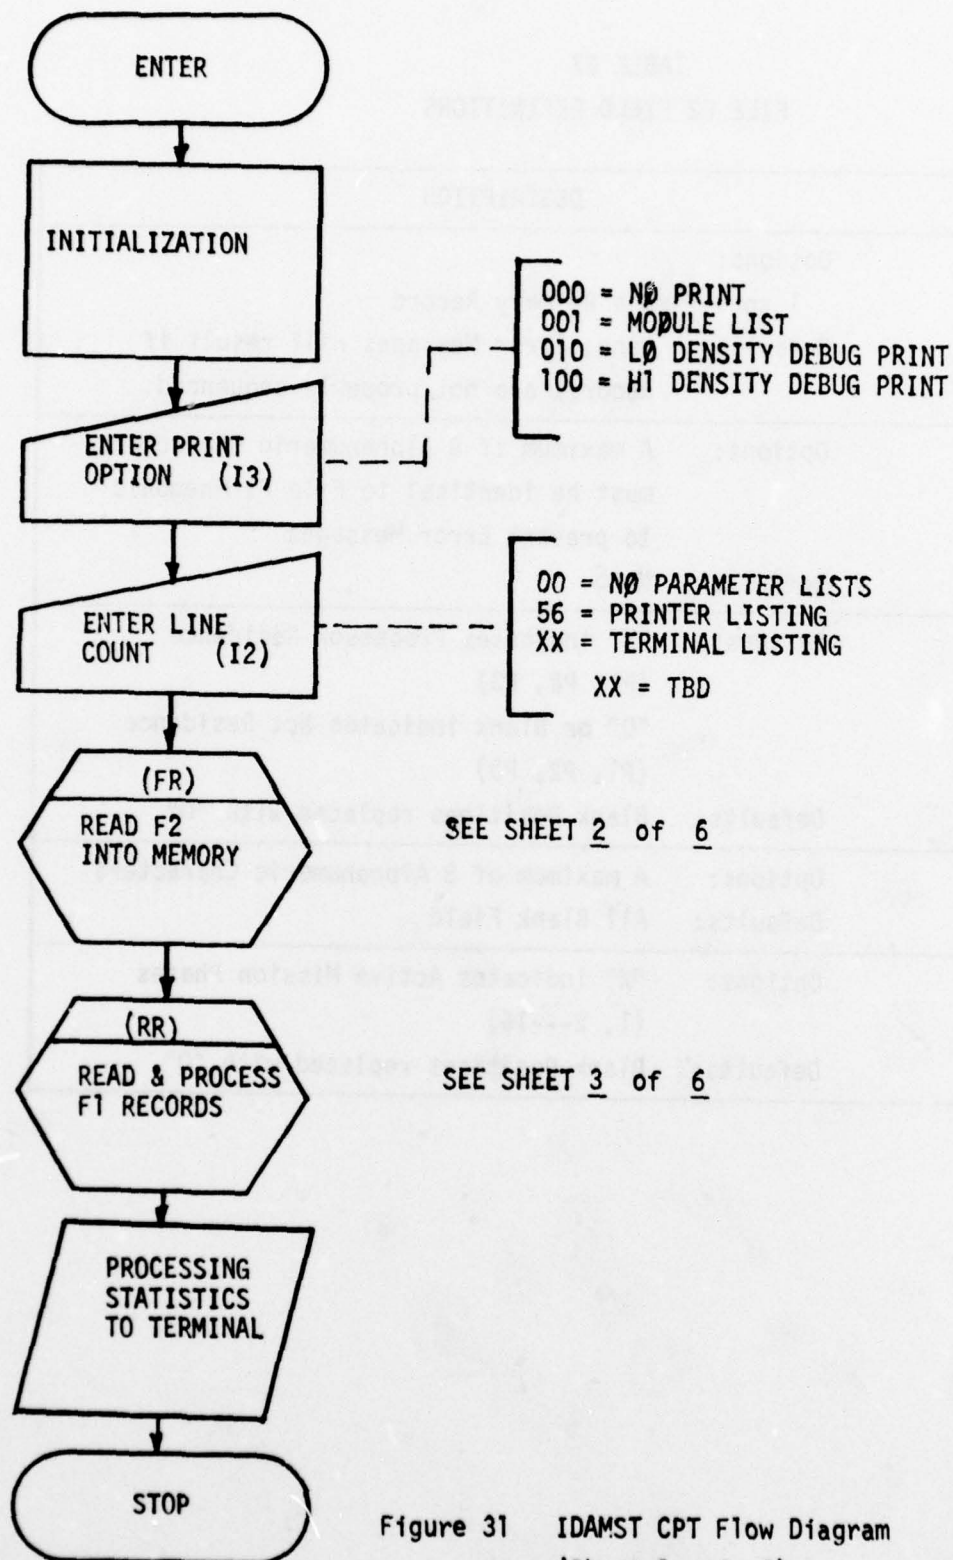 ENTER
INITIALIZATION
000 = NØ PRINT
001 = MØDULE LIST
010 = LØ DENSITY DEBUG PRINT
100 = HI DENSITY DEBUG PRINT
ENTER PRINT
OPTION (I3)
00 = NØ PARAMETER LISTS
56 = PRINTER LISTING
XX = TERMINAL LISTING
XX = TBD
ENTER LINE
COUNT (I2)
(FR)
READ F2
INTO MEMORY
SEE SHEET 2 of 6
(RR)
READ & PROCESS
F1 RECORDS
SEE SHEET 3 of 6
PROCESSING
STATISTICS
TO TERMINAL
STOP
Figure 31 IDAMST CPT Flow Diagram